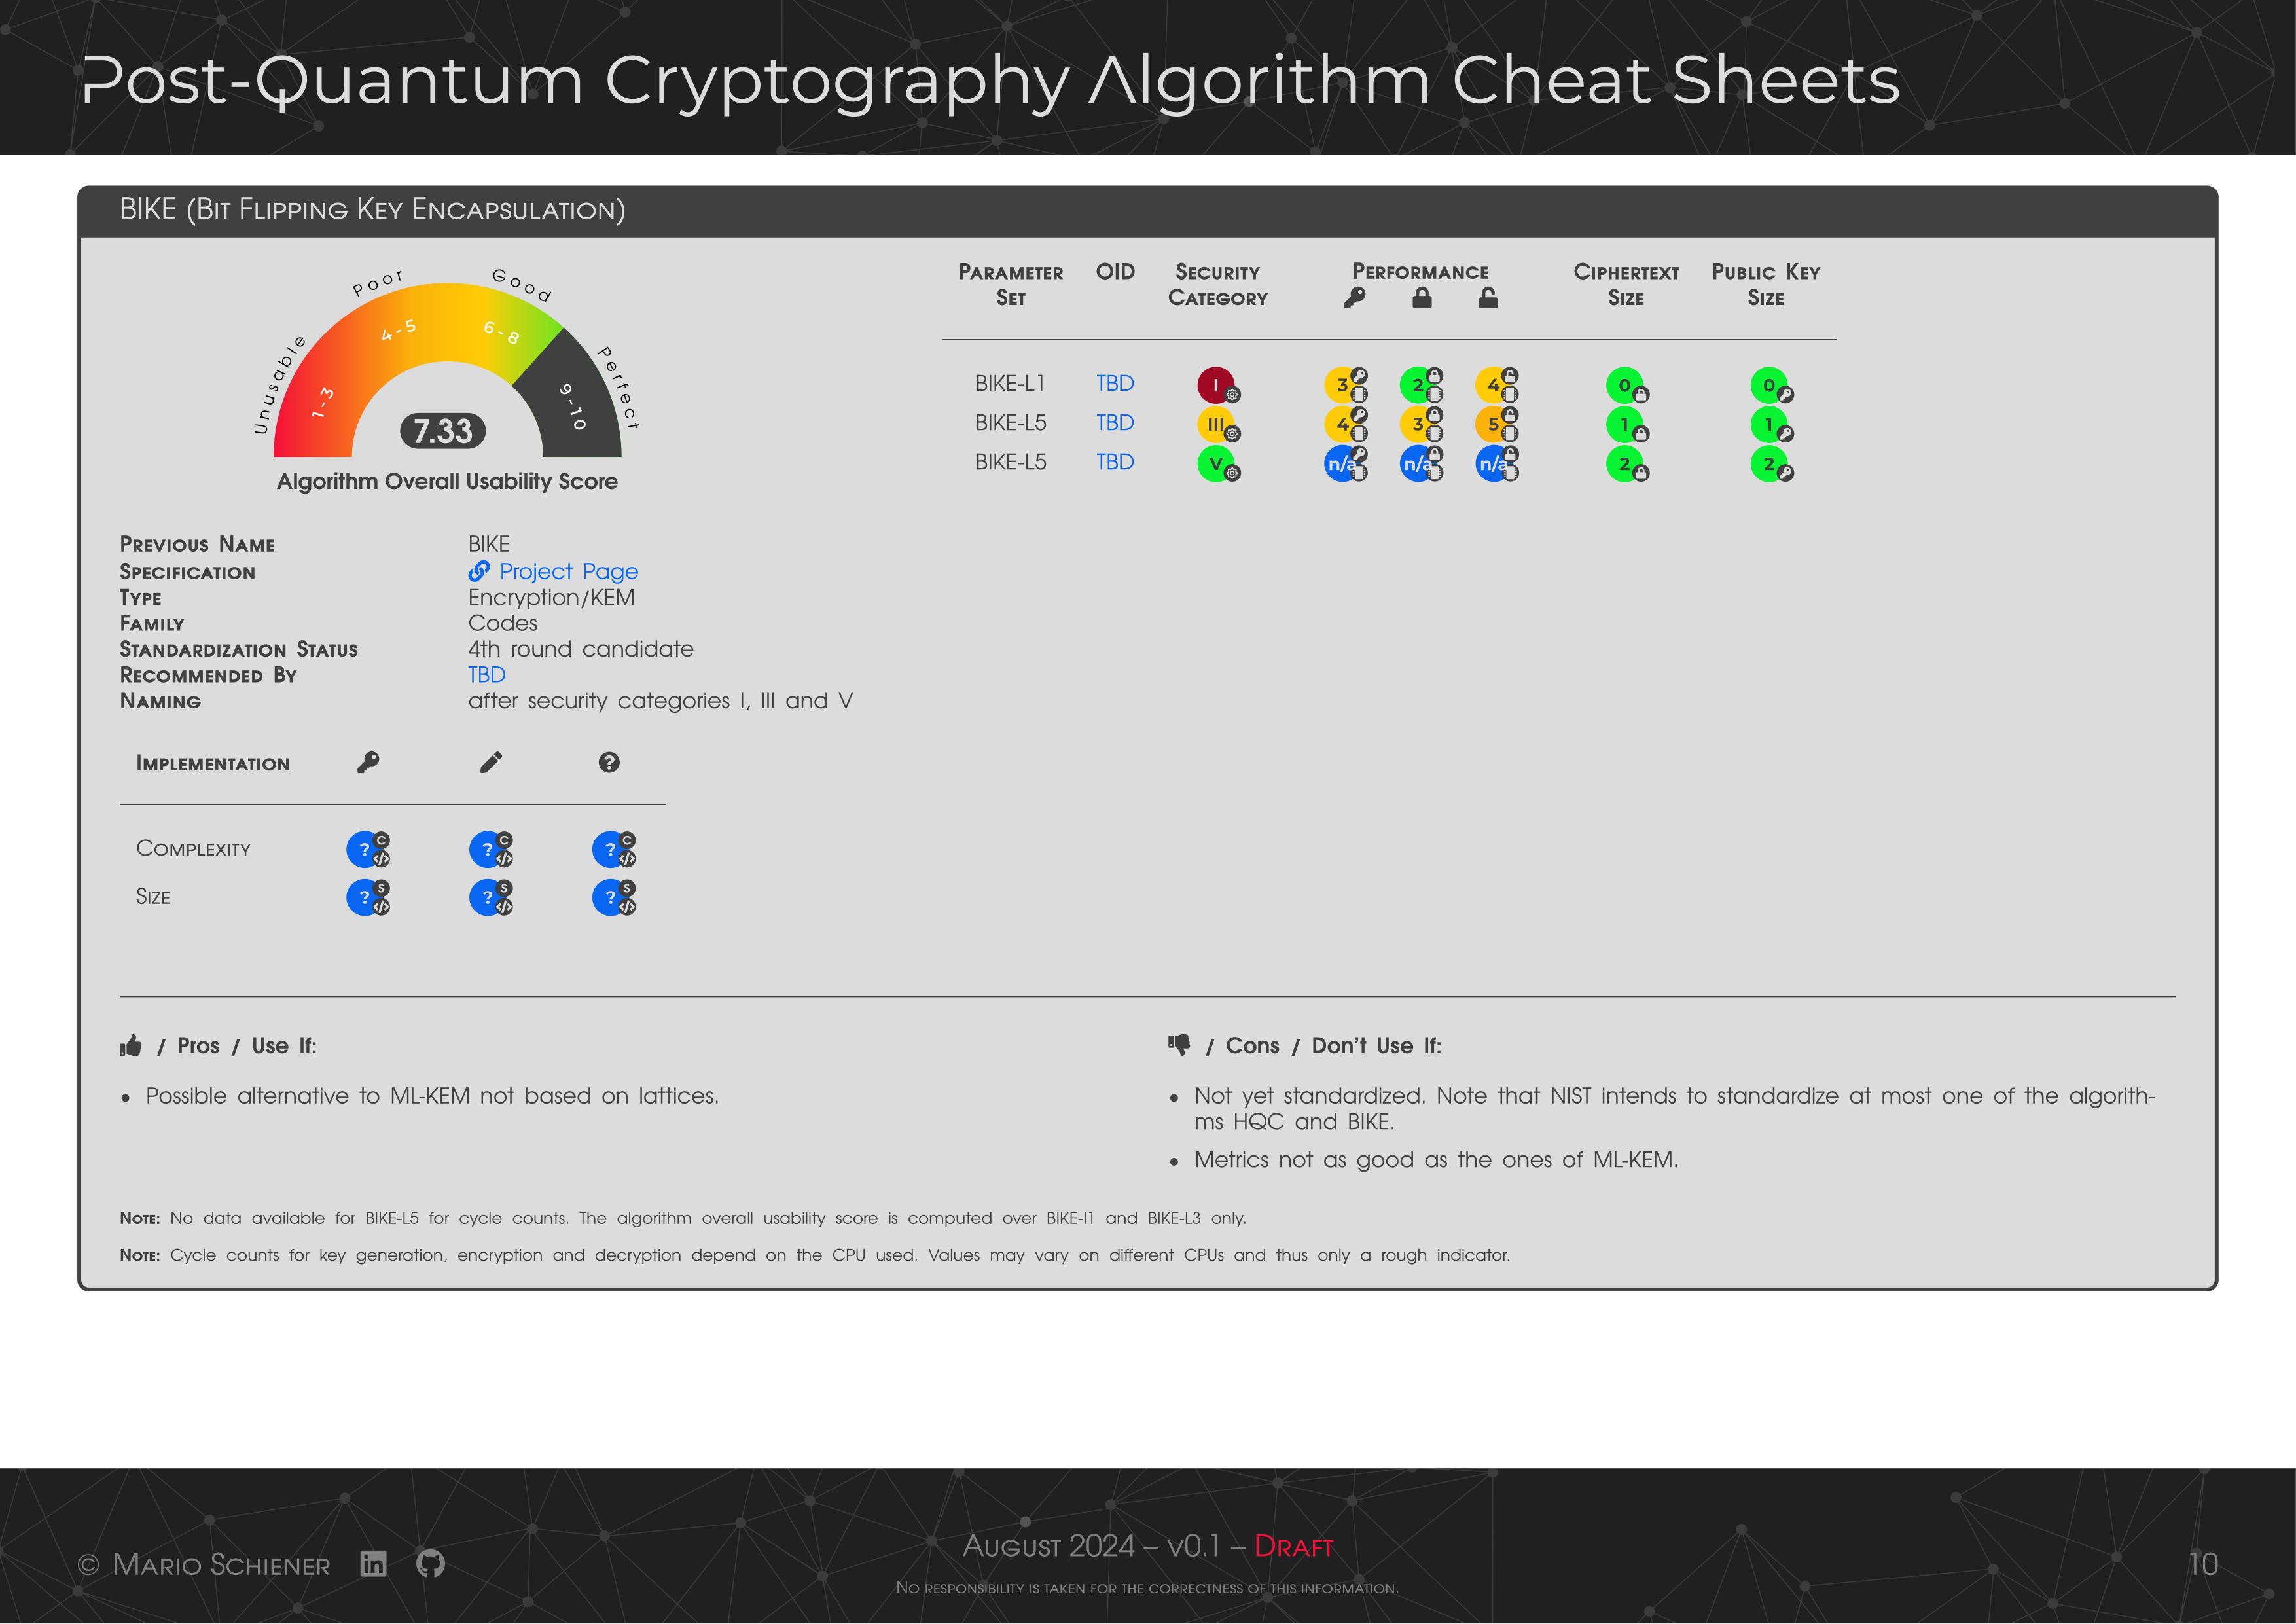 Post-Quantum Cryptography Algorithm Cheat Sheets
BIKE (Bit Flipping Key Encapsulation)
Unusable Poor Good Perfect
1-3 4-5 6-8 9-10
7.33
Algorithm Overall Usability Score
Parameter Set OID Security Category Performance Ciphertext Size Public Key Size
BIKE-L1 TBD I 3 2 4 0 0
BIKE-L5 TBD III 4 3 5 1 1
BIKE-L5 TBD V n/a n/a n/a 2 2
Previous Name BIKE
Specification Project Page
Type Encryption/KEM
Family Codes
Standardization Status 4th round candidate
Recommended By TBD
Naming after security categories I, III and V
Implementation ?
Complexity ? C </> ? C </> ? C </>
Size ? S </> ? S </> ? S </>
/ Pros / Use If:
• Possible alternative to ML-KEM not based on lattices.
/ Cons / Don't Use If:
• Not yet standardized. Note that NIST intends to standardize at most one of the algorith-
ms HQC and BIKE.
• Metrics not as good as the ones of ML-KEM.
Note: No data available for BIKE-L5 for cycle counts. The algorithm overall usability score is computed over BIKE-l1 and BIKE-L3 only.
Note: Cycle counts for key generation, encryption and decryption depend on the CPU used. Values may vary on different CPUs and thus only a rough indicator.
© Mario Schiener in
August 2024 – v0.1 – Draft
No responsibility is taken for the correctness of this information.
10